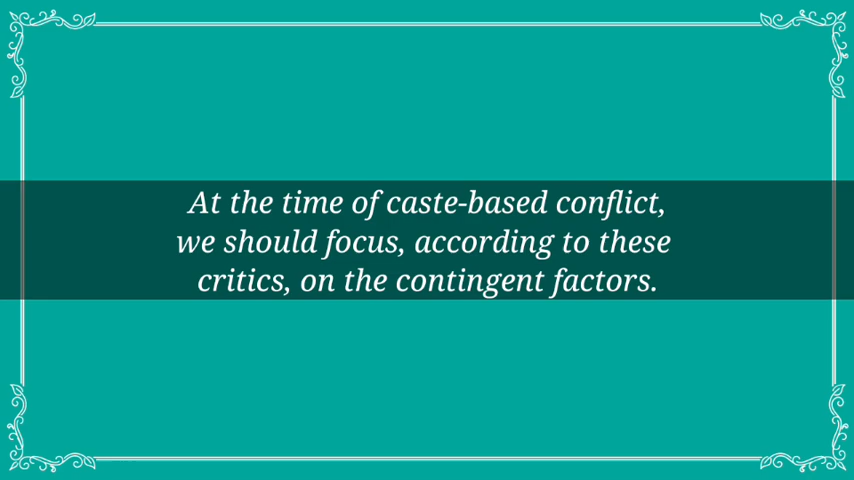 At the time of caste-based conflict,
we should focus, according to these
critics, on the contingent factors.